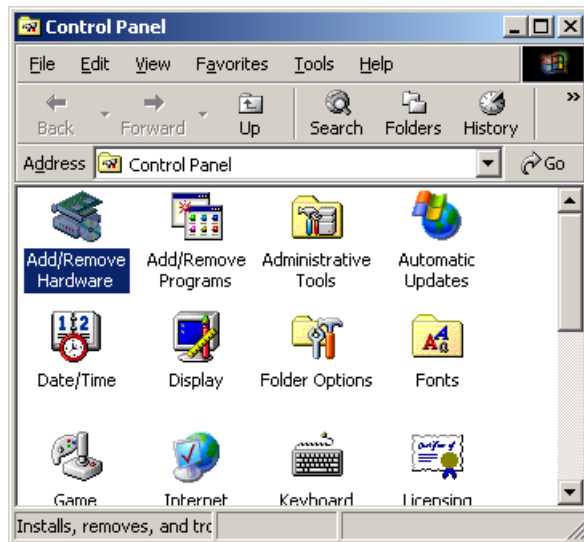 Control Panel
File Edit View Favorites Tools Help
Back Forward Up Search Folders History »
Address Control Panel Go
Add/Remove Hardware
Add/Remove Programs
Administrative Tools
Automatic Updates
12
Date/Time
Display
Folder Options
Fonts
Game
Internet
Keyboard
Licensing
Installs, removes, and tro